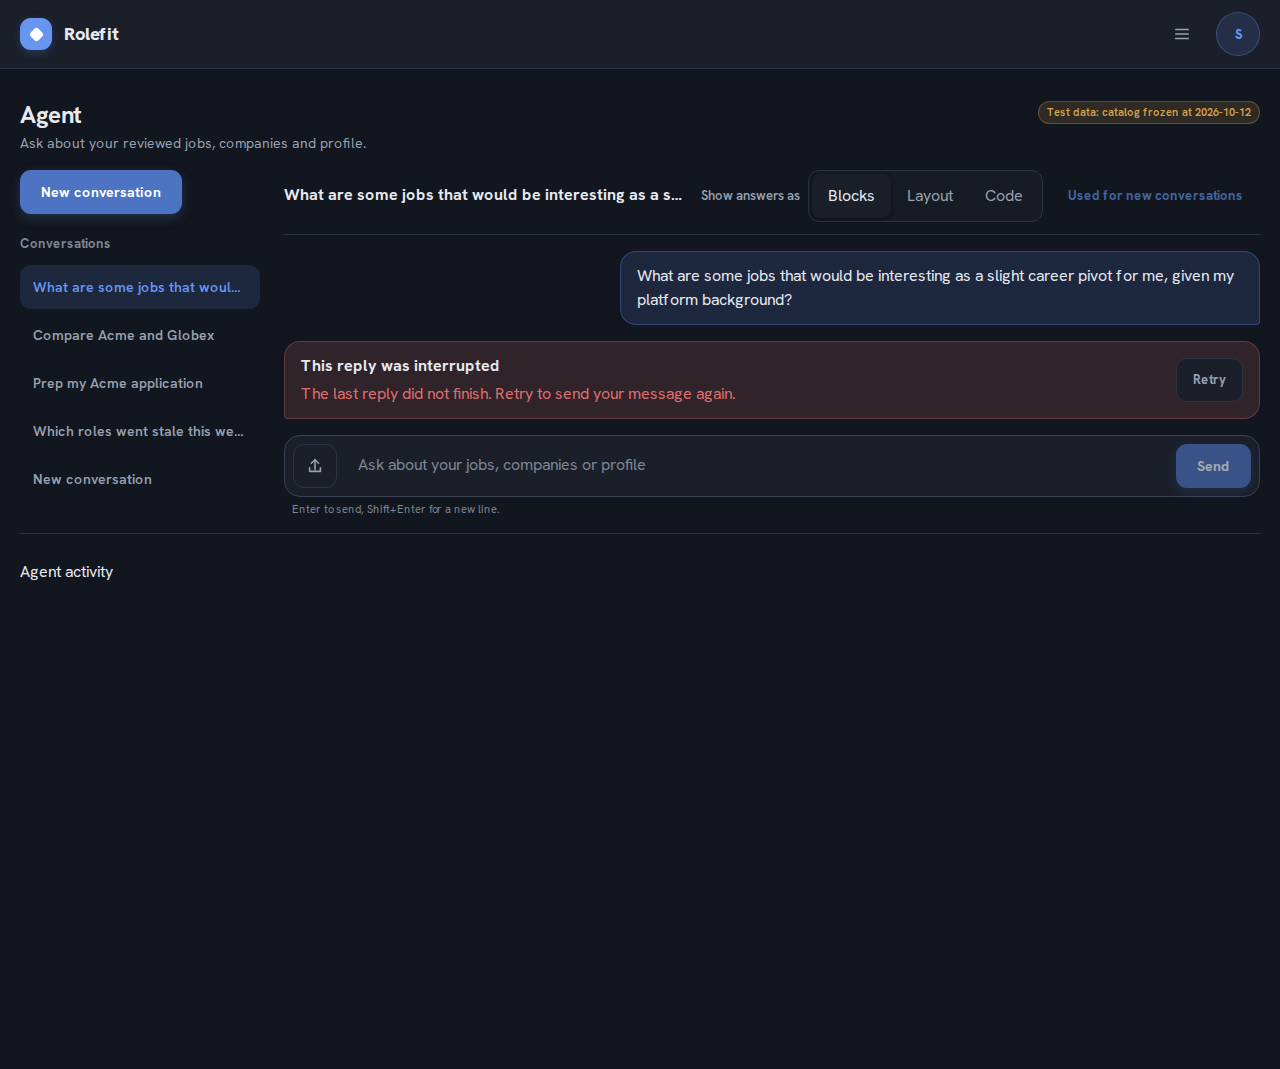 Rolefit
S
Agent
Test data: catalog frozen at 2026-10-12
Ask about your reviewed jobs, companies and profile.
New conversation
Conversations
What are some jobs that woul...
Compare Acme and Globex
Prep my Acme application
Which roles went stale this we...
New conversation
What are some jobs that would be interesting as a s...
Show answers as
Blocks
Layout
Code
Used for new conversations
What are some jobs that would be interesting as a slight career pivot for me, given my
platform background?
This reply was interrupted
The last reply did not finish. Retry to send your message again.
Retry
Ask about your jobs, companies or profile
Send
Enter to send, Shift+Enter for a new line.
Agent activity